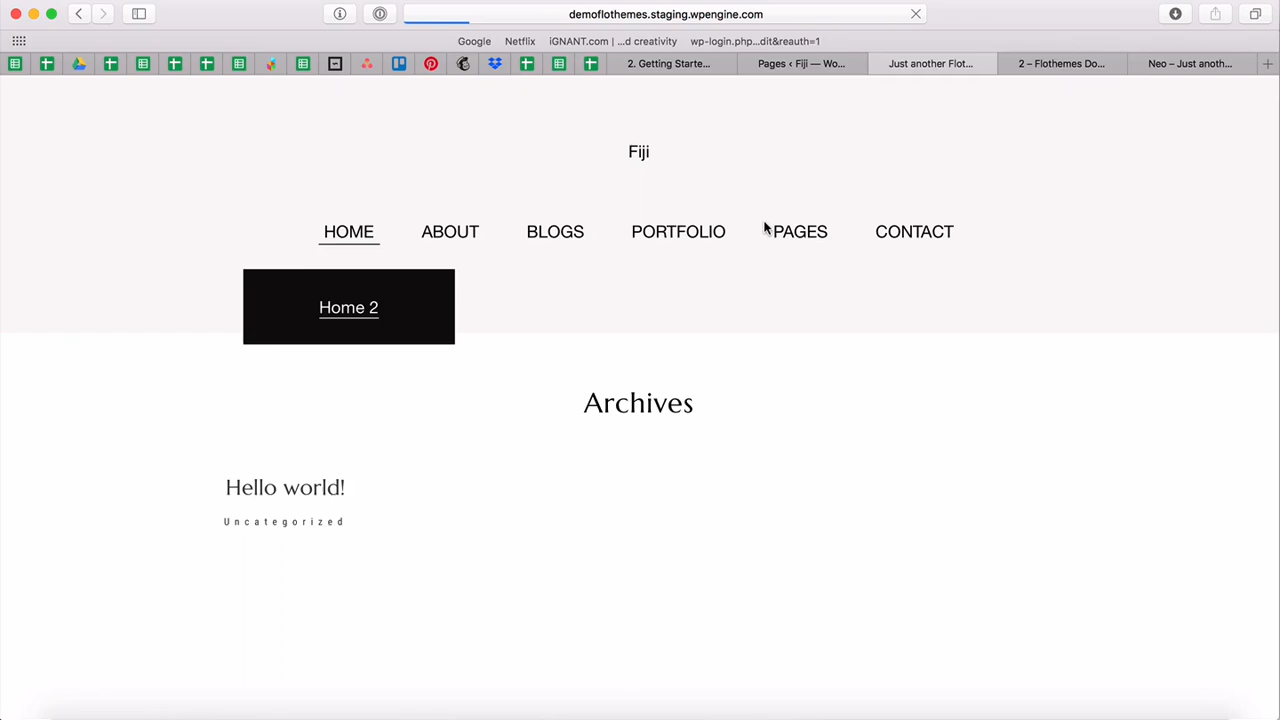 demoflothemes.staging.wpengine.com
Google Netflix iGNANT.com | ...d creativity wp-login.php...dit&reauth=1
2. Getting Starte... Pages ‹ Fiji — Wo... Just another Flot... 2 – Flothemes Do... Neo – Just anoth...
Fiji
HOME ABOUT BLOGS PORTFOLIO PAGES CONTACT
Home 2
Archives
Hello world!
Uncategorized